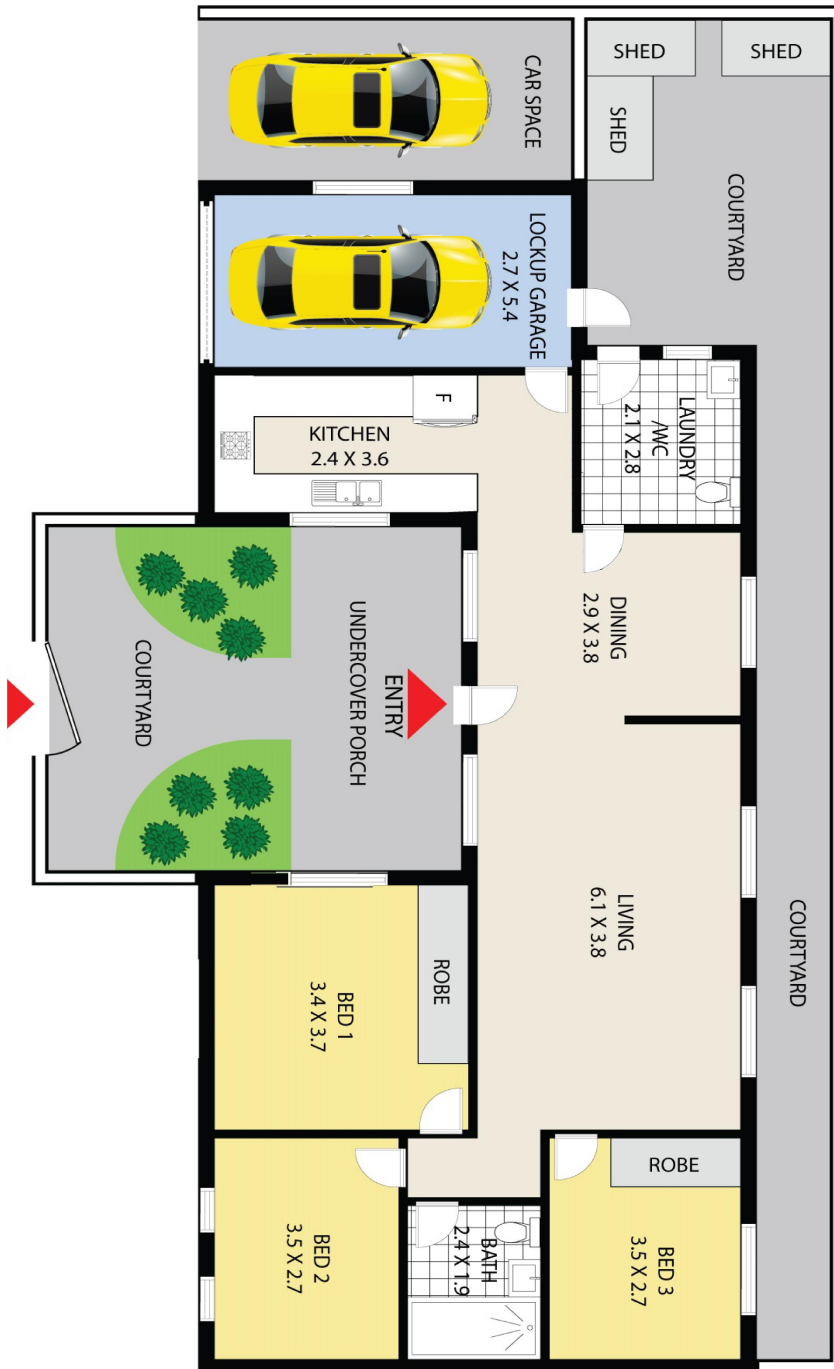 SHED
SHED
SHED
CAR SPACE
COURTYARD
LOCKUP GARAGE
2.7 X 5.4
F
KITCHEN
2.4 X 3.6
LAUNDRY
/WC
2.1 X 2.8
DINING
2.9 X 3.8
UNDERCOVER PORCH
ENTRY
COURTYARD
LIVING
6.1 X 3.8
COURTYARD
ROBE
BED 1
3.4 X 3.7
ROBE
BED 2
3.5 X 2.7
BATH
2.4 X 1.9
BED 3
3.5 X 2.7